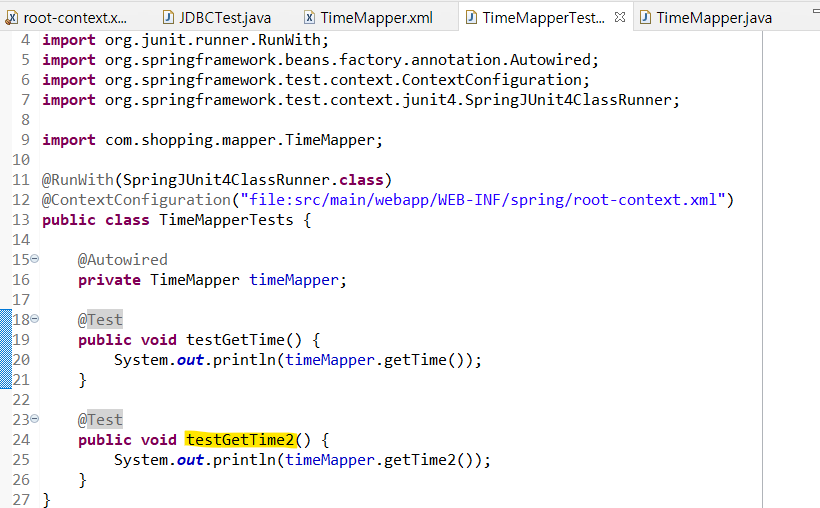 root-context.x... JDBCTest.java TimeMapper.xml TimeMapperTest... TimeMapper.java
4 import org.junit.runner.RunWith;
5 import org.springframework.beans.factory.annotation.Autowired;
6 import org.springframework.test.context.ContextConfiguration;
7 import org.springframework.test.context.junit4.SpringJUnit4ClassRunner;
8
9 import com.shopping.mapper.TimeMapper;
10
11 @RunWith(SpringJUnit4ClassRunner.class)
12 @ContextConfiguration("file:src/main/webapp/WEB-INF/spring/root-context.xml")
13 public class TimeMapperTests {
14
15     @Autowired
16     private TimeMapper timeMapper;
17
18     @Test
19     public void testGetTime() {
20         System.out.println(timeMapper.getTime());
21     }
22
23     @Test
24     public void testGetTime2() {
25         System.out.println(timeMapper.getTime2());
26     }
27 }